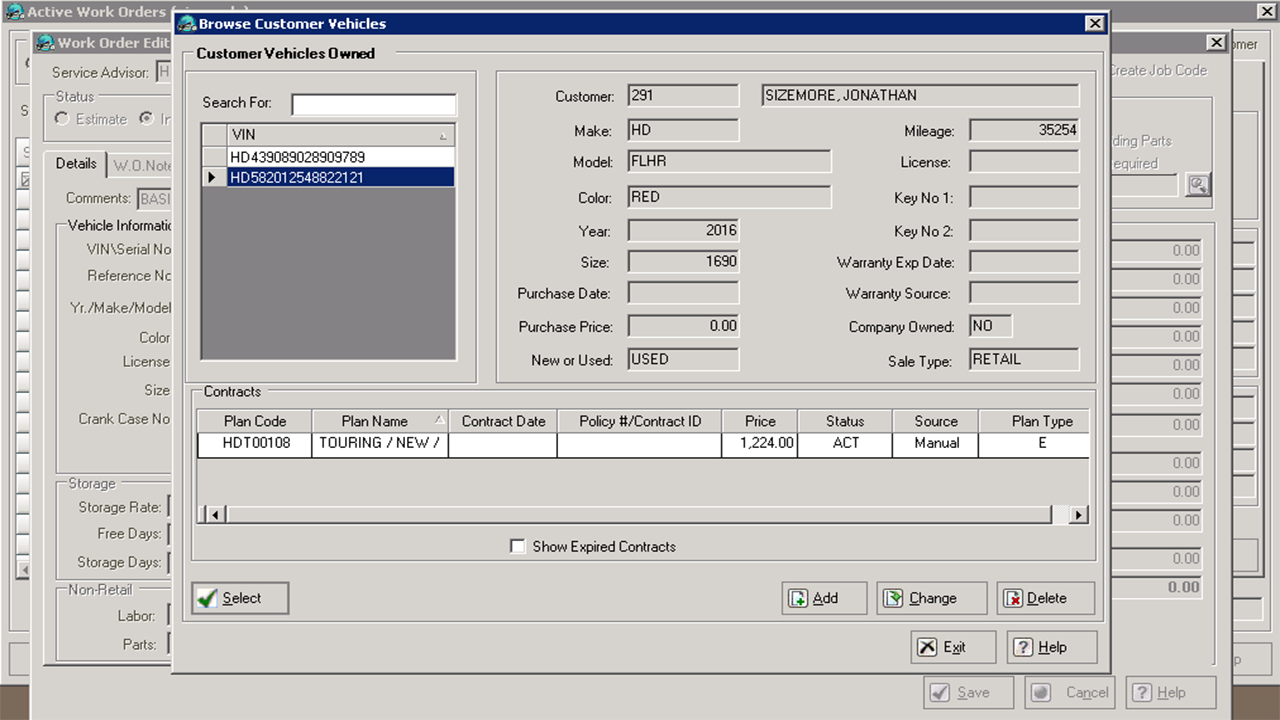 Active Work Orders
Browse Customer Vehicles
Work Order Edit
Customer Vehicles Owned
Service Advisor: H
Create Job Code
Status
Estimate
Search For:
VIN
HD439089028909789
HD582012548822121
Customer: 291 SIZEMORE, JONATHAN
Make: HD Mileage: 35254
Model: FLHR License:
Color: RED Key No 1:
Year: 2016 Key No 2:
Size: 1690 Warranty Exp Date:
Purchase Date: Warranty Source:
Purchase Price: 0.00 Company Owned: NO
New or Used: USED Sale Type: RETAIL
Details W.O.Note
Comments: BASI
Vehicle Informatio
VIN\Serial No
Reference No
Yr./Make/Model
Color
License
Size
Crank Case No
Storage
Storage Rate:
Free Days:
Storage Days:
Non-Retail
Labor:
Parts:
ding Parts
equired
0.00
0.00
0.00
0.00
0.00
0.00
0.00
0.00
0.00
0.00
0.00
0.00
Contracts
Plan Code Plan Name Contract Date Policy #/Contract ID Price Status Source Plan Type
HDT00108 TOURING / NEW / 1,224.00 ACT Manual E
Show Expired Contracts
Select Add Change Delete
Exit Help
Save Cancel Help